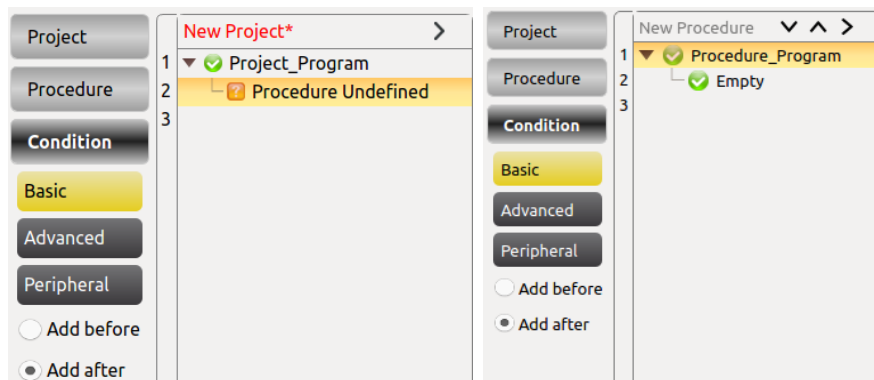 Project
Procedure
Condition
Basic
Advanced
Peripheral
Add before
Add after
New Project*
1 Project_Program
2 Procedure Undefined
3
Project
Procedure
Condition
Basic
Advanced
Peripheral
Add before
Add after
New Procedure
1 Procedure_Program
2 Empty
3